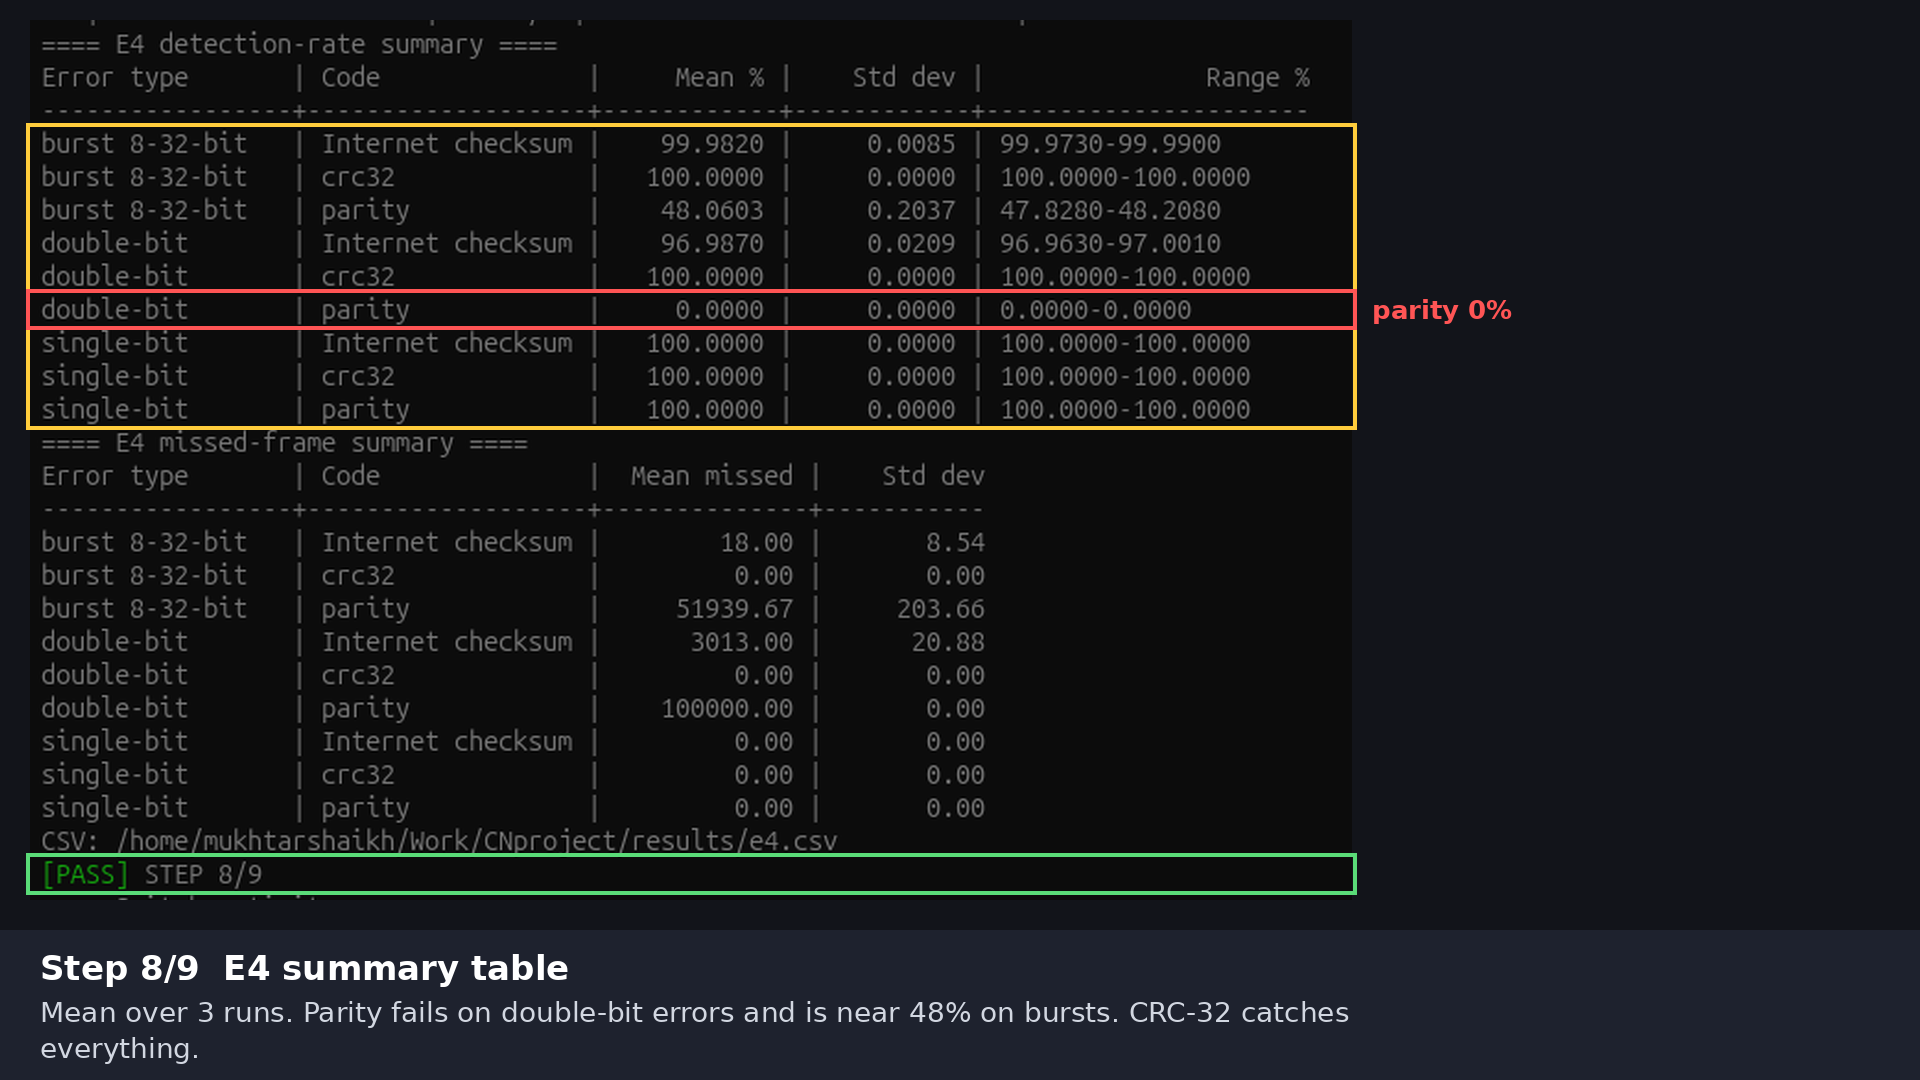 ==== E4 detection-rate summary ====
Error type       | Code              |     Mean % |    Std dev |               Range %
-----------------+-------------------+------------+------------+----------------------
burst 8-32-bit   | Internet checksum |    99.9820 |     0.0085 | 99.9730-99.9900
burst 8-32-bit   | crc32             |   100.0000 |     0.0000 | 100.0000-100.0000
burst 8-32-bit   | parity            |    48.0603 |     0.2037 | 47.8280-48.2080
double-bit       | Internet checksum |    96.9870 |     0.0209 | 96.9630-97.0010
double-bit       | crc32             |   100.0000 |     0.0000 | 100.0000-100.0000
double-bit       | parity            |     0.0000 |     0.0000 | 0.0000-0.0000
parity 0%
single-bit       | Internet checksum |   100.0000 |     0.0000 | 100.0000-100.0000
single-bit       | crc32             |   100.0000 |     0.0000 | 100.0000-100.0000
single-bit       | parity            |   100.0000 |     0.0000 | 100.0000-100.0000
==== E4 missed-frame summary ====
Error type       | Code              |  Mean missed |    Std dev
-----------------+-------------------+--------------+-----------
burst 8-32-bit   | Internet checksum |        18.00 |       8.54
burst 8-32-bit   | crc32             |         0.00 |       0.00
burst 8-32-bit   | parity            |     51939.67 |     203.66
double-bit       | Internet checksum |      3013.00 |      20.88
double-bit       | crc32             |         0.00 |       0.00
double-bit       | parity            |    100000.00 |       0.00
single-bit       | Internet checksum |         0.00 |       0.00
single-bit       | crc32             |         0.00 |       0.00
single-bit       | parity            |         0.00 |       0.00
CSV: /home/mukhtarshaikh/Work/CNproject/results/e4.csv
[PASS] STEP 8/9
Step 8/9  E4 summary table
Mean over 3 runs. Parity fails on double-bit errors and is near 48% on bursts. CRC-32 catches
everything.